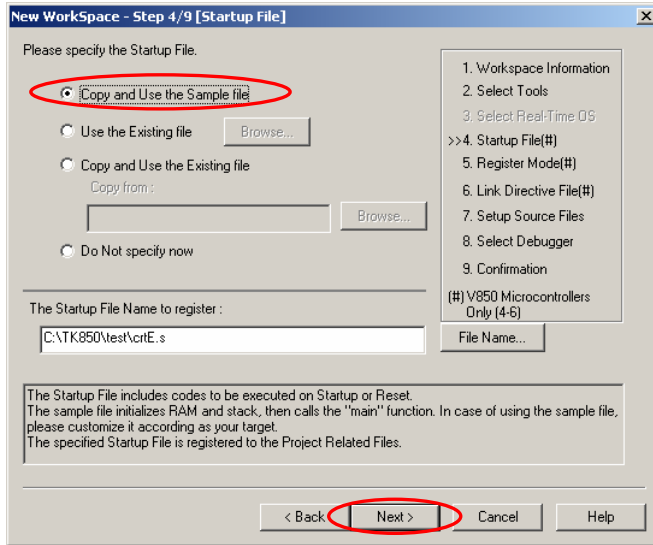 New WorkSpace - Step 4/9 [Startup File]
Please specify the Startup File.
Copy and Use the Sample file
Use the Existing file
Browse...
Copy and Use the Existing file
Copy from :
Browse...
Do Not specify now
1. Workspace Information
2. Select Tools
3. Select Real-Time OS
>>4. Startup File(#)
5. Register Mode(#)
6. Link Directive File(#)
7. Setup Source Files
8. Select Debugger
9. Confirmation
(#) V850 Microcontrollers
Only (4-6)
The Startup File Name to register :
C:\TK850\test\crtE.s
File Name...
The Startup File includes codes to be executed on Startup or Reset.
The sample file initializes RAM and stack, then calls the "main" function. In case of using the sample file,
please customize it according as your target.
The specified Startup File is registered to the Project Related Files.
< Back
Next >
Cancel
Help